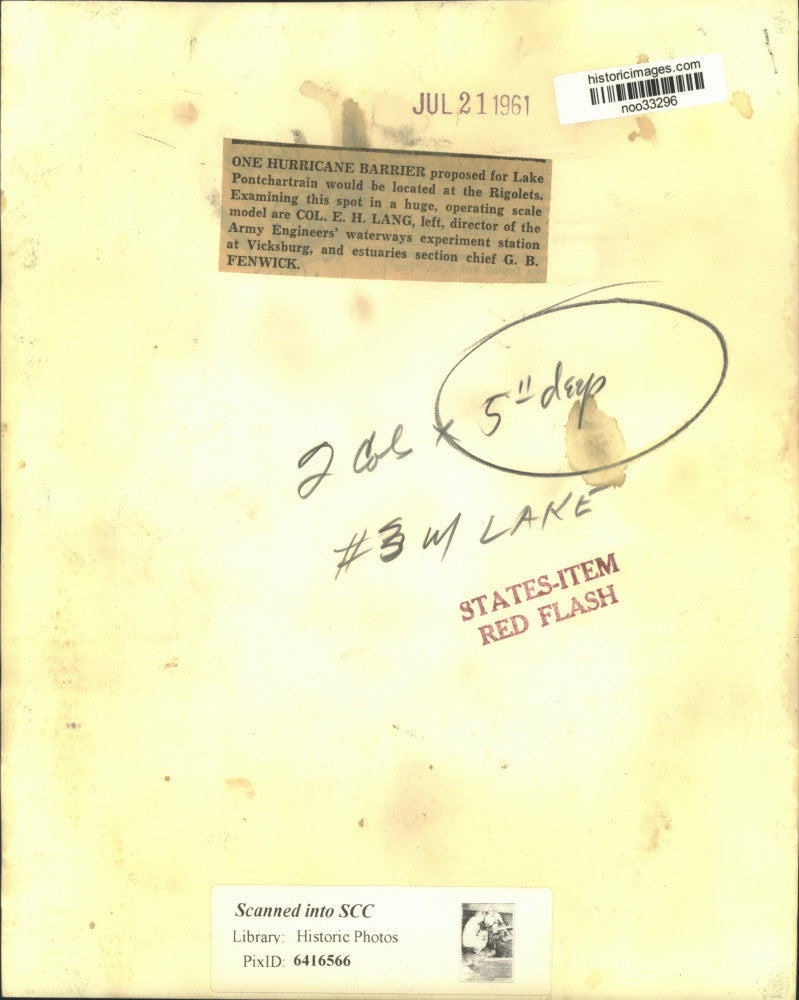 historicimages.com
noo33296
JUL 21 1961
ONE HURRICANE BARRIER proposed for Lake
Pontchartrain would be located at the Rigolets.
Examining this spot in a huge, operating scale
model are COL. E. H. LANG, left, director of the
Army Engineers' waterways experiment station
at Vicksburg, and estuaries section chief G. B.
FENWICK.
2 Col x 5" deep
#3 W/ LAKE
STATES-ITEM
RED FLASH
Scanned into SCC
Library: Historic Photos
PixID: 6416566